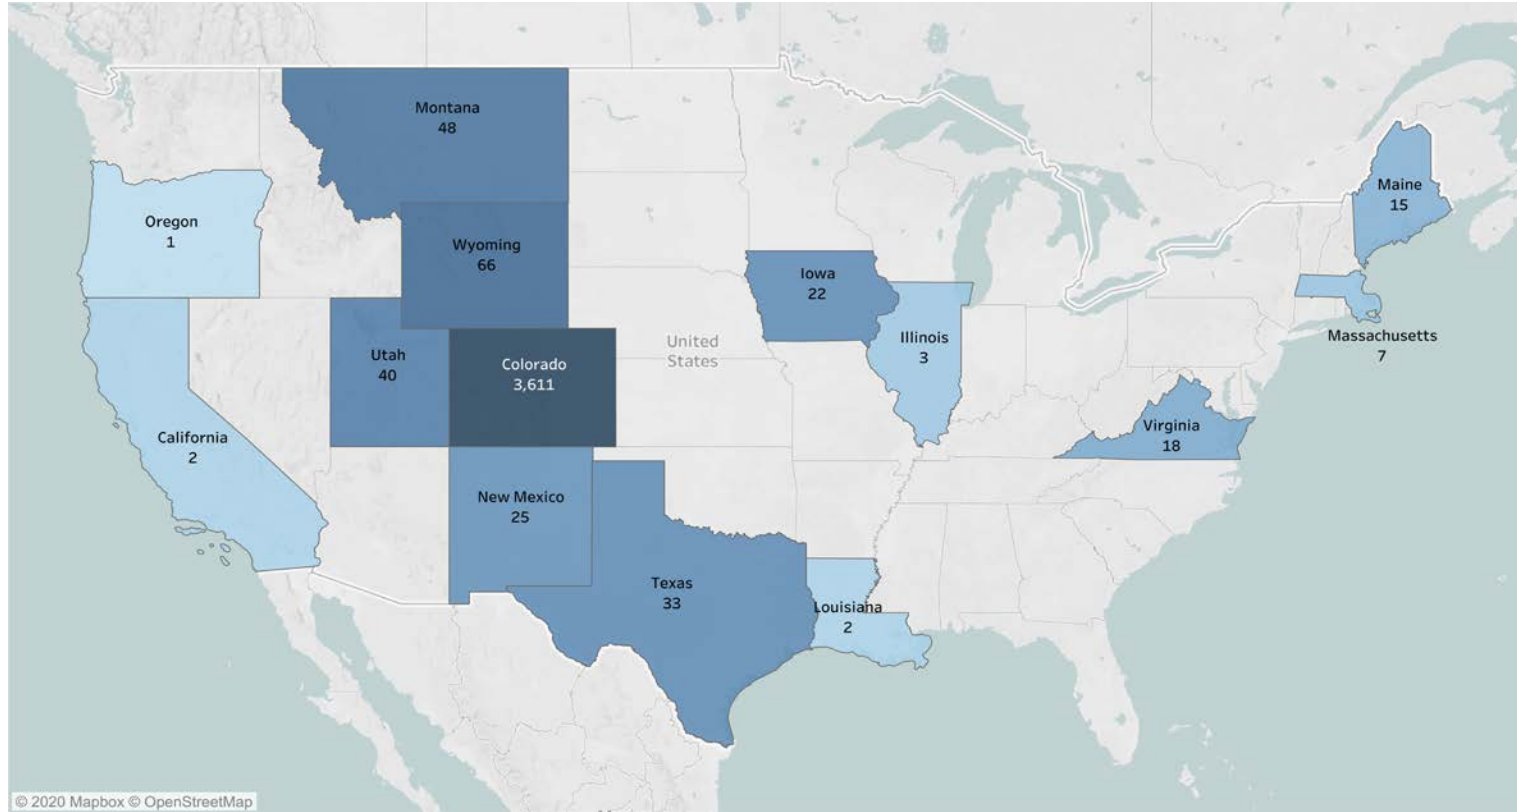 Montana
48
Maine
15
Oregon
1
Wyoming
66
Iowa
22
United
States
Illinois
3
Massachusetts
7
Utah
40
Colorado
3,611
California
2
Virginia
18
New Mexico
25
Texas
33
Louisiana
2
© 2020 Mapbox © OpenStreetMap